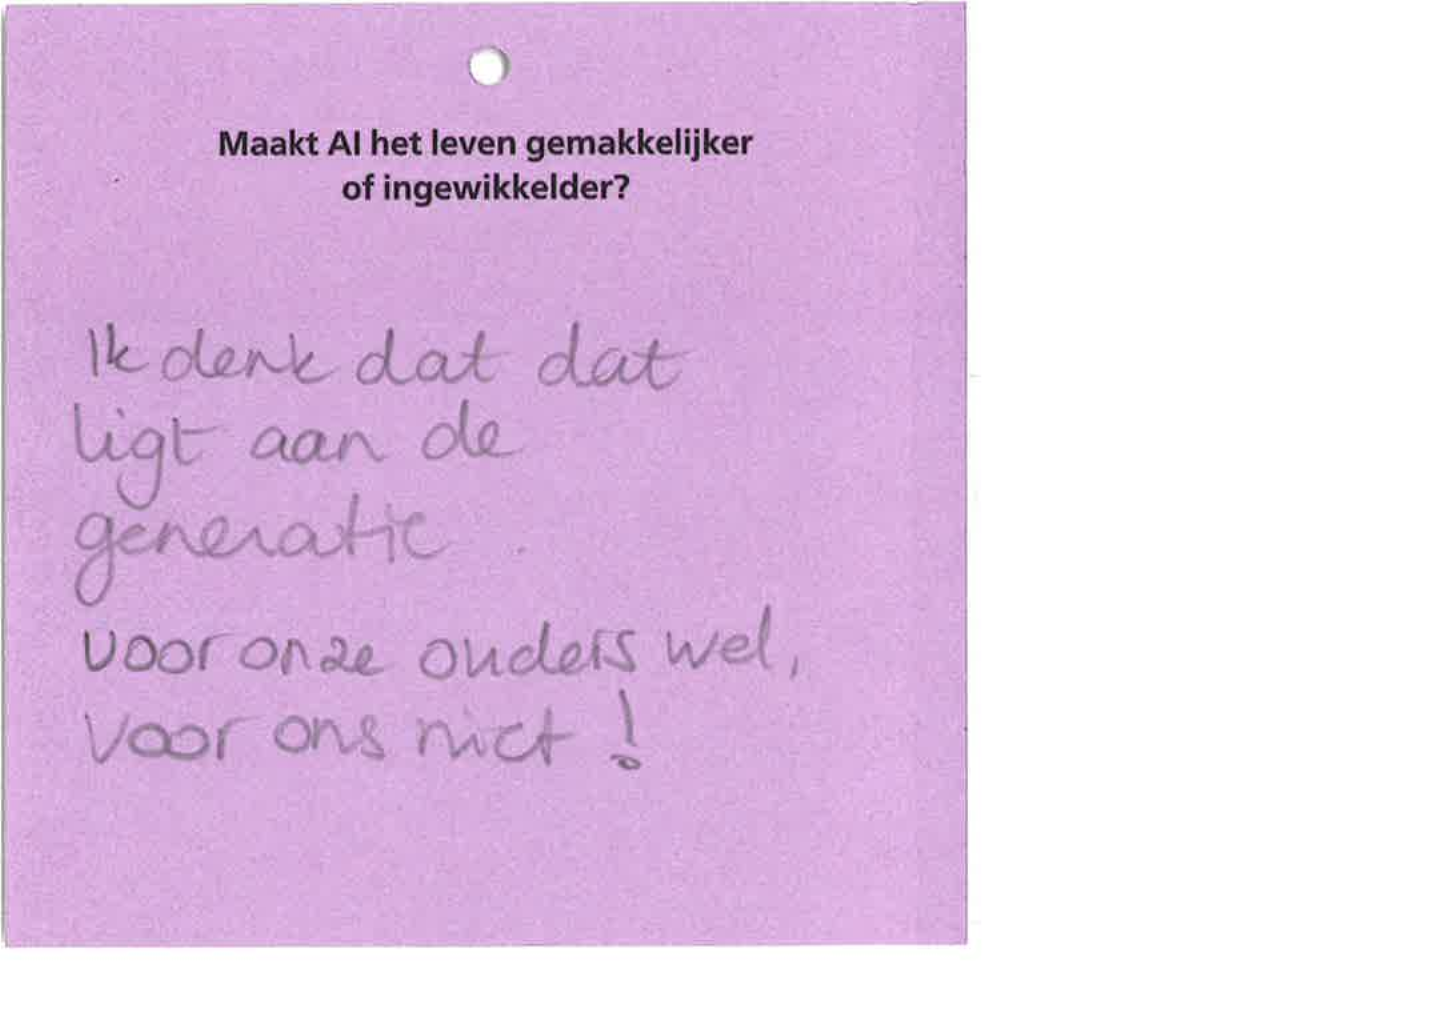 Maakt AI het leven gemakkelijker
of ingewikkelder?
Ik denk dat dat
ligt aan de
generatie
voor onze ouders wel,
voor ons niet!